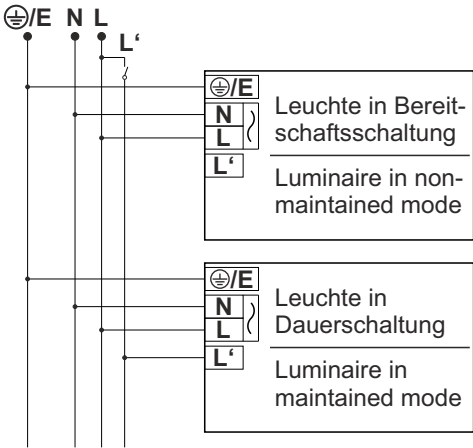 ⏚/E N L
L‘
⏚/E
N
L
L‘
Leuchte in Bereit-
schaftsschaltung
Luminaire in non-
maintained mode
⏚/E
N
L
L‘
Leuchte in
Dauerschaltung
Luminaire in
maintained mode